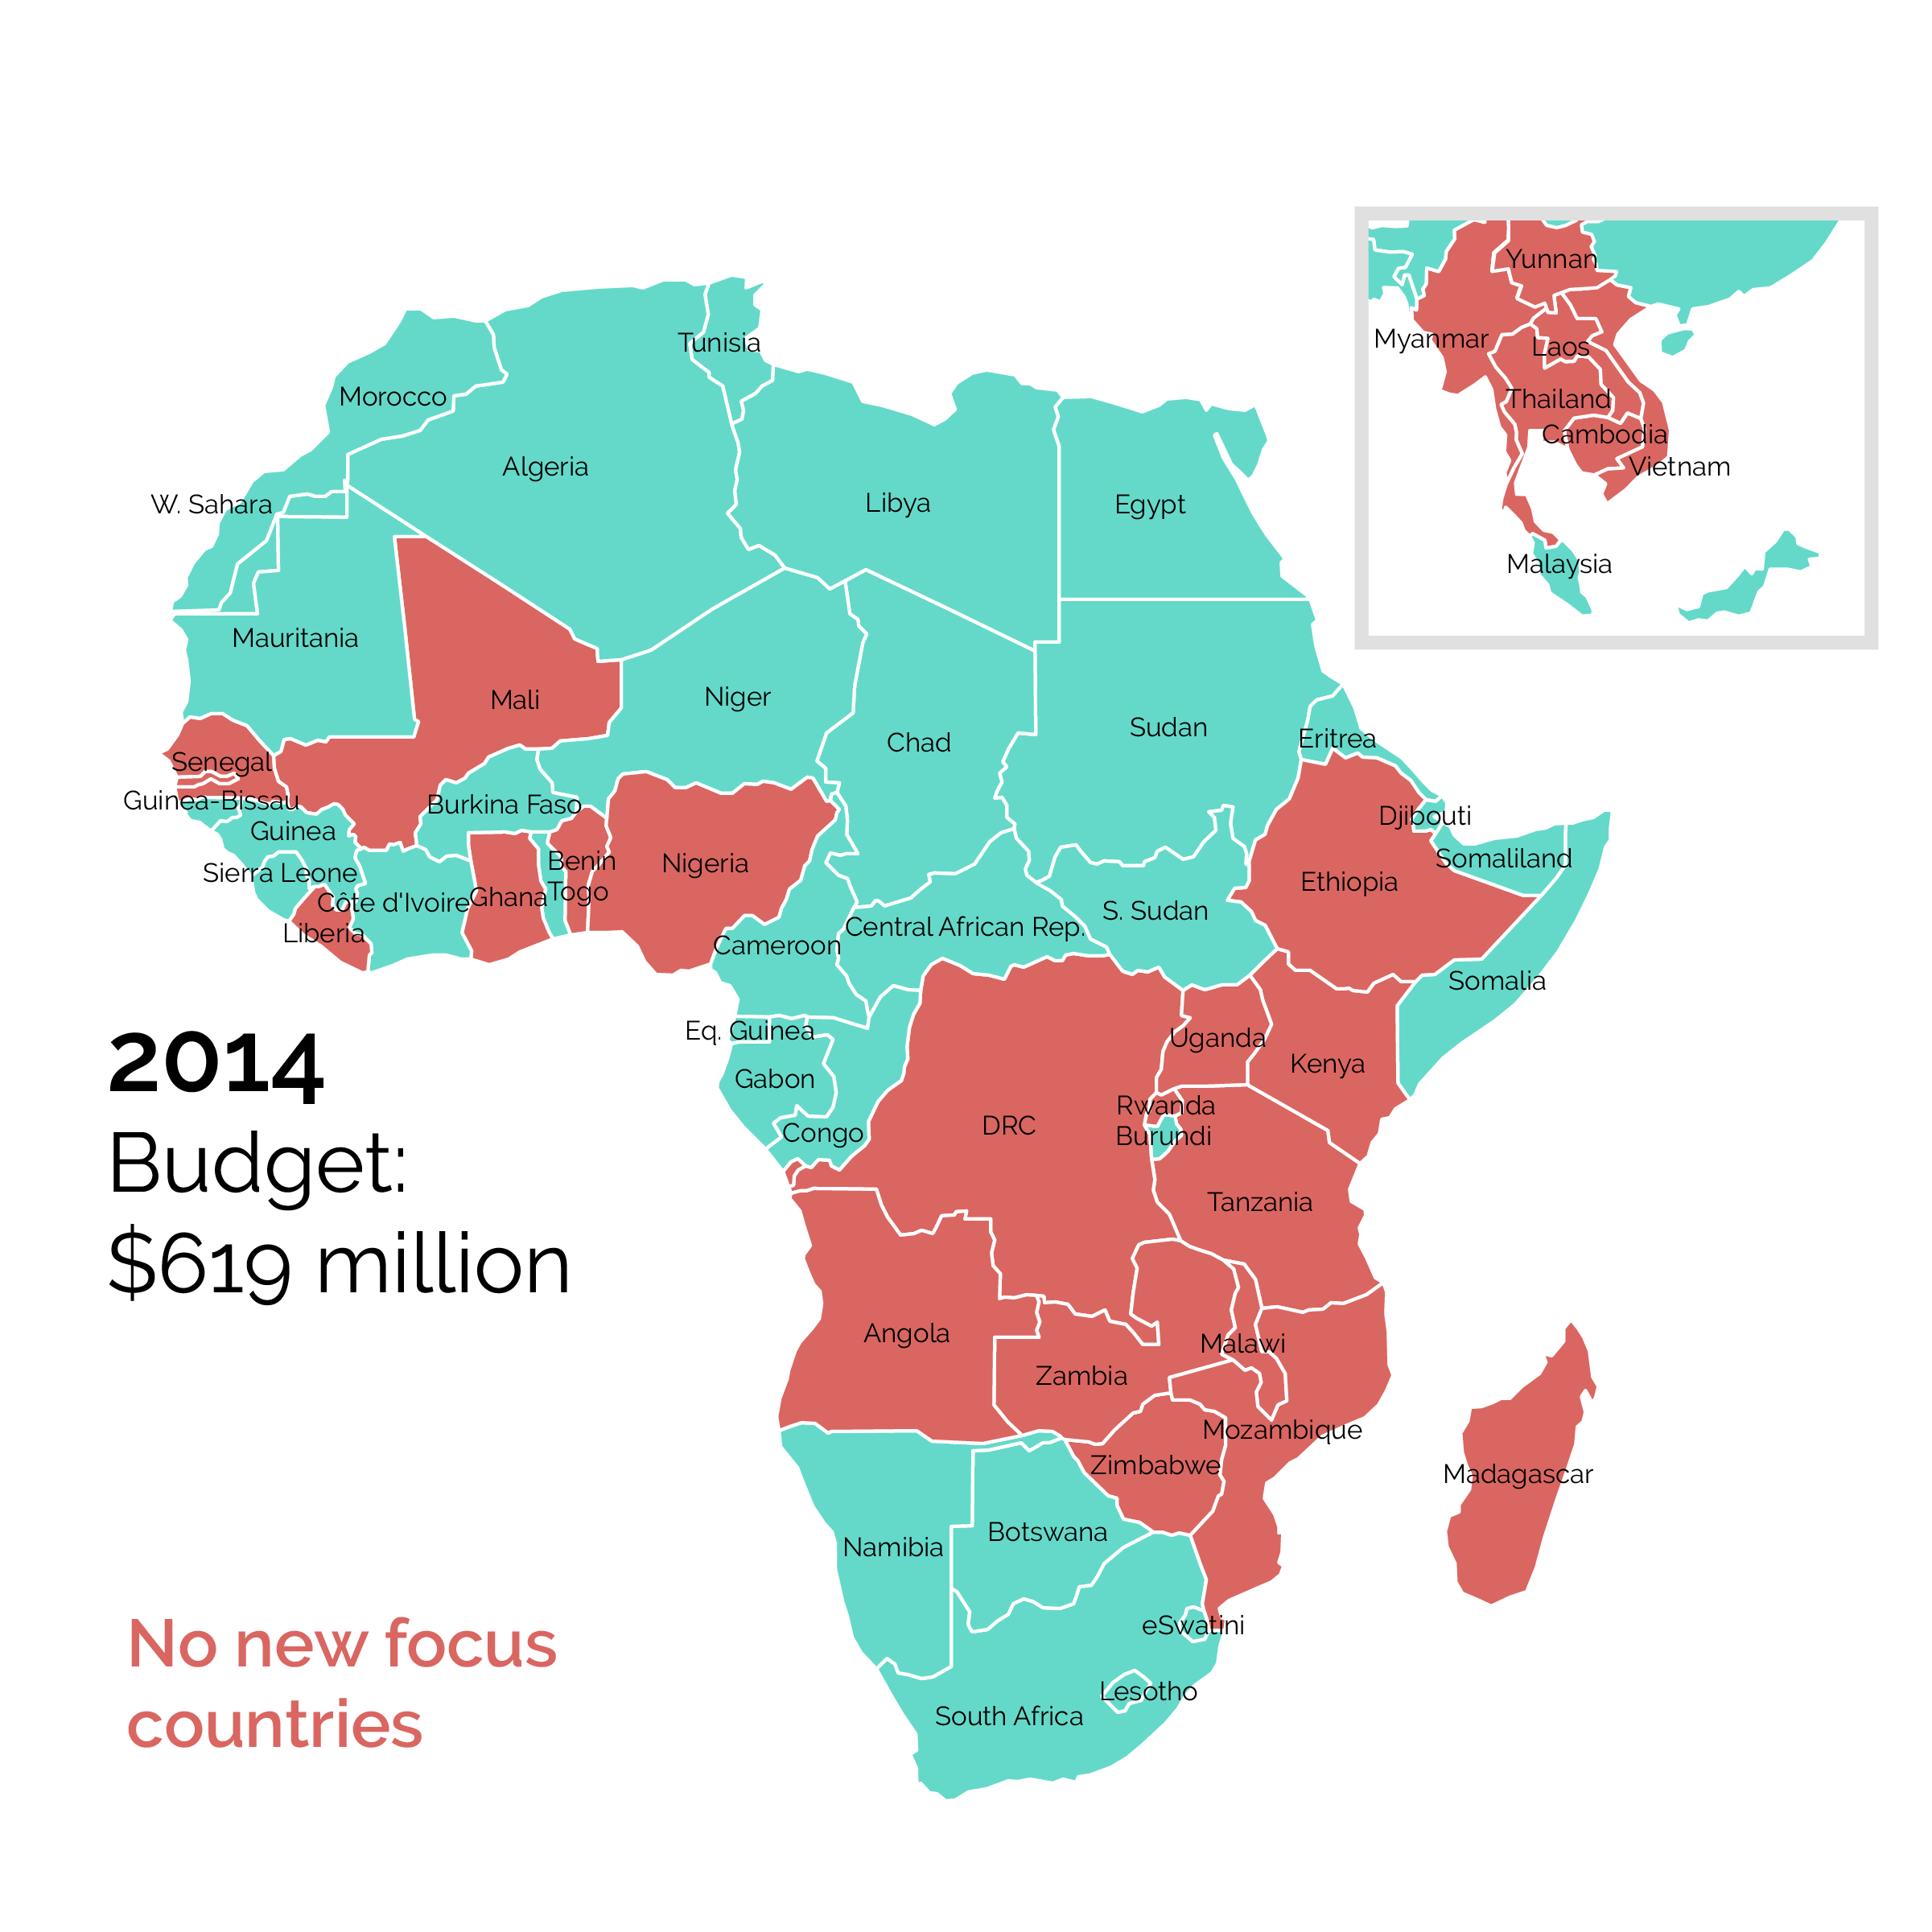 Yunnan
Myanmar
Laos
Thailand
Cambodia
Vietnam
Malaysia
Tunisia
Morocco
Algeria
Libya
Egypt
W. Sahara
Mauritania
Mali
Niger
Chad
Sudan
Eritrea
Senegal
Guinea-Bissau
Burkina Faso
Djibouti
Guinea
Somaliland
Sierra Leone
Benin
Nigeria
Ethiopia
Côte d'Ivoire
Ghana
Togo
S. Sudan
Liberia
Central African Rep.
Cameroon
Somalia
Eq. Guinea
Uganda
Kenya
Gabon
Rwanda
Congo
DRC
Burundi
Tanzania
Angola
Malawi
Zambia
Mozambique
Zimbabwe
Madagascar
Botswana
Namibia
eSwatini
Lesotho
South Africa
2014
Budget:
$619 million
No new focus
countries